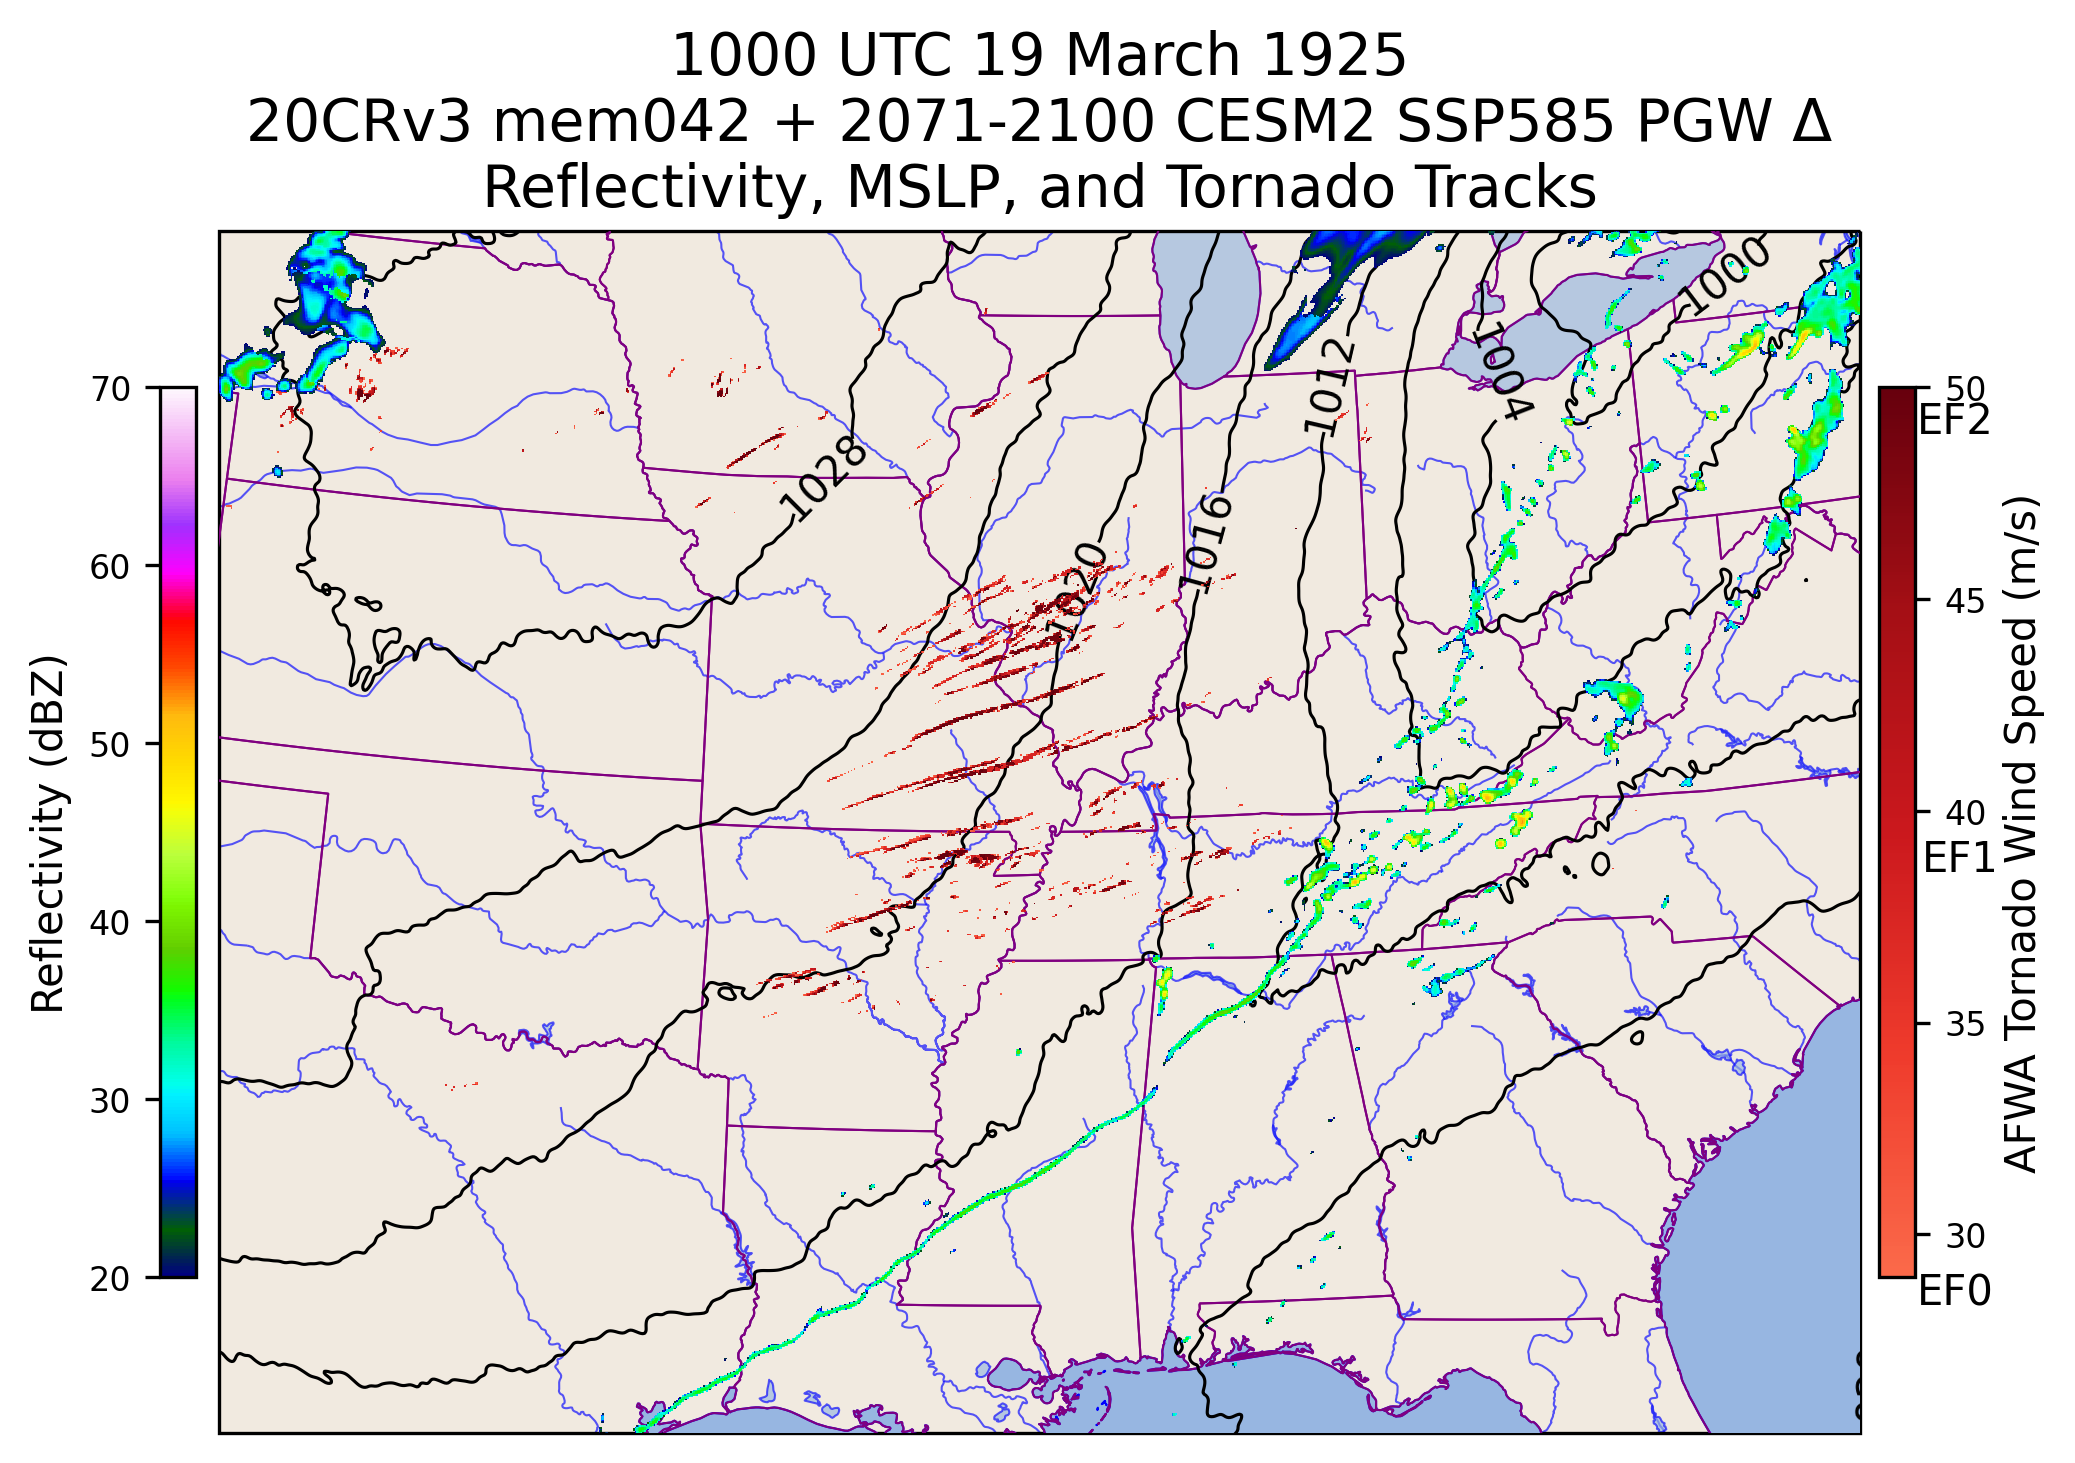 1000 UTC 19 March 1925
20CRv3 mem042 + 2071-2100 CESM2 SSP585 PGW Δ
Reflectivity, MSLP, and Tornado Tracks
1000
1004
1012
1016
1020
1028
70
60
50
40
30
20
Reflectivity (dBZ)
50
EF2
45
40
EF1
35
30
EF0
AFWA Tornado Wind Speed (m/s)